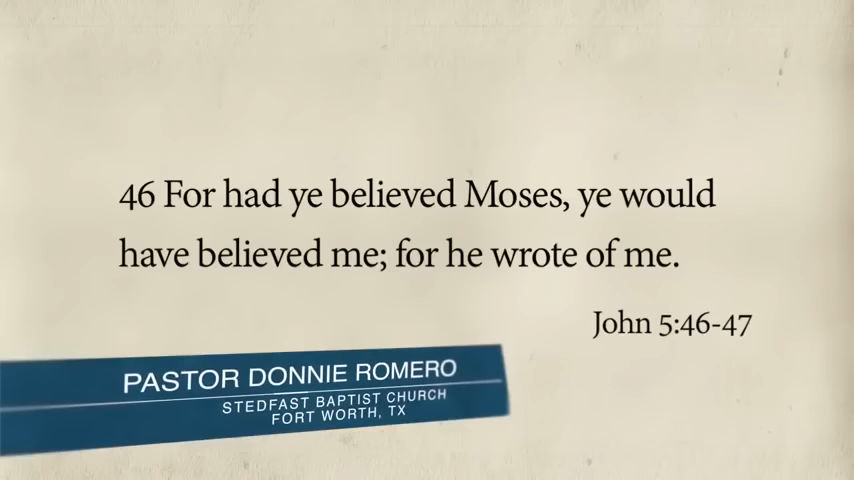 46 For had ye believed Moses, ye would
have believed me; for he wrote of me.
John 5:46-47
PASTOR DONNIE ROMERO
STEDFAST BAPTIST CHURCH
FORT WORTH, TX